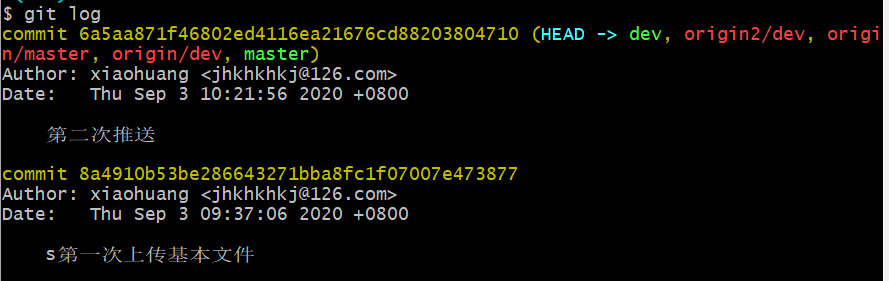 $ git log
commit 6a5aa871f46802ed4116ea21676cd88203804710 (HEAD -> dev, origin2/dev, origi
n/master, origin/dev, master)
Author: xiaohuang <jhkhkhkj@126.com>
Date:   Thu Sep 3 10:21:56 2020 +0800
第二次推送
commit 8a4910b53be286643271bba8fc1f07007e473877
Author: xiaohuang <jhkhkhkj@126.com>
Date:   Thu Sep 3 09:37:06 2020 +0800
s第一次上传基本文件